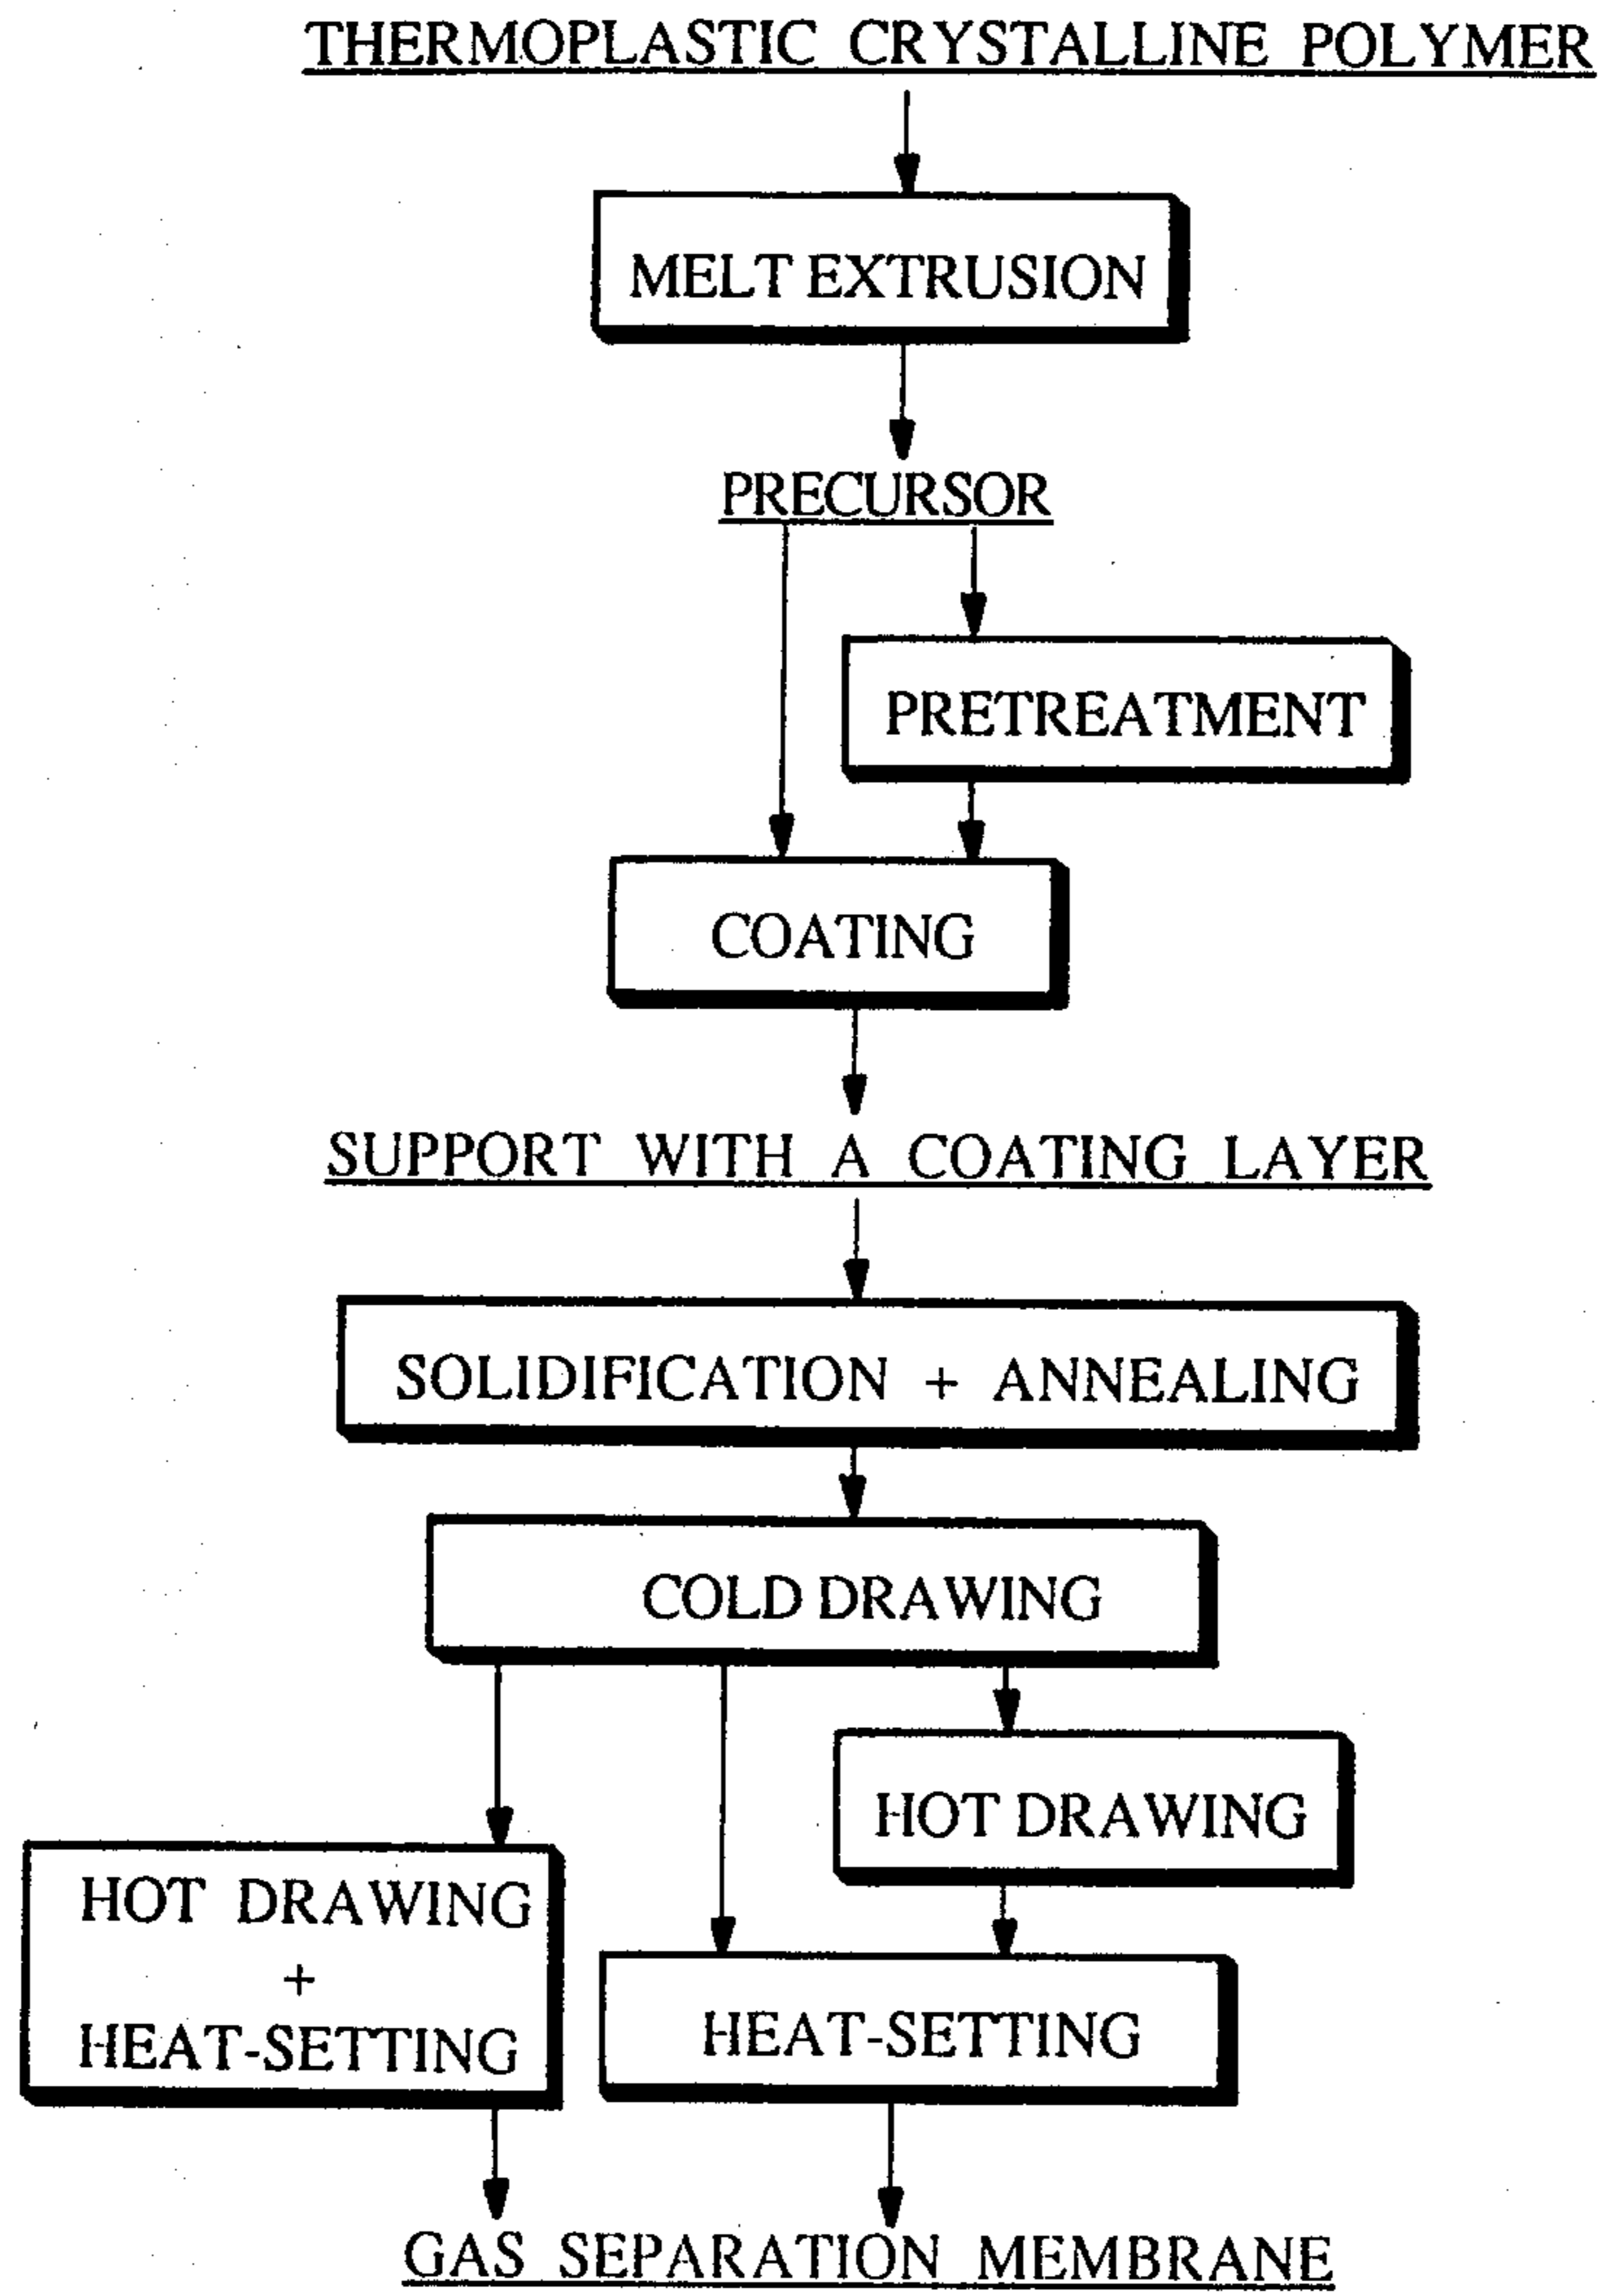 THERMOPLASTIC CRYSTALLINE POLYMER
MELT EXTRUSION
PRECURSOR
PRETREATMENT
COATING
SUPPORT WITH A COATING LAYER
SOLIDIFICATION + ANNEALING
COLD DRAWING
HOT DRAWING
HOT DRAWING
+
HEAT-SETTING
HEAT-SETTING
GAS SEPARATION MEMBRANE